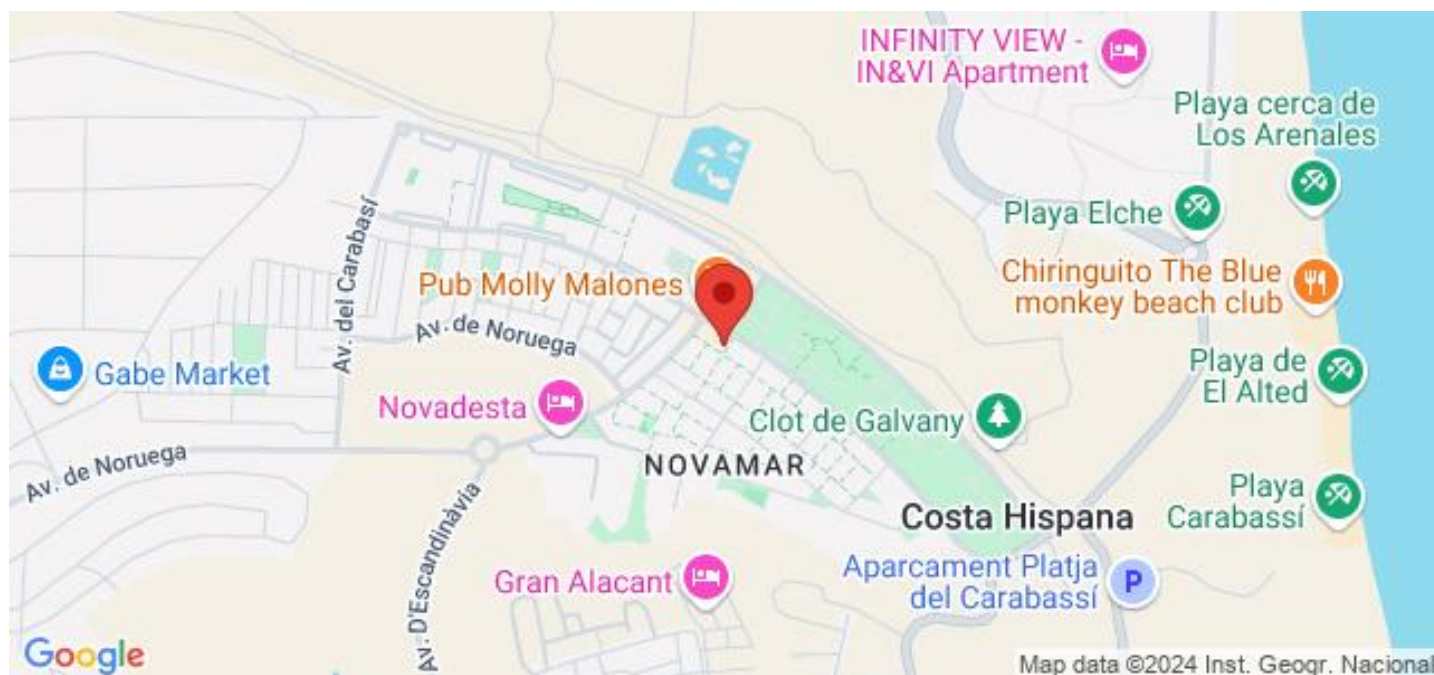 INFINITY VIEW -
IN&VI Apartment
Playa cerca de
Los Arenales
Playa Elche
Av. del Carabasí
Pub Molly Malones
Chiringuito The Blue
monkey beach club
Av. de Noruega
Gabe Market
Playa de
El Alted
Novadesta
Clot de Galvany
Av. de Noruega
NOVAMAR
Playa
Carabassí
Costa Hispana
Av. D'Escandinàvia
Gran Alacant
Aparcament Platja
del Carabassí
P
Google
Map data ©2024 Inst. Geogr. Nacional